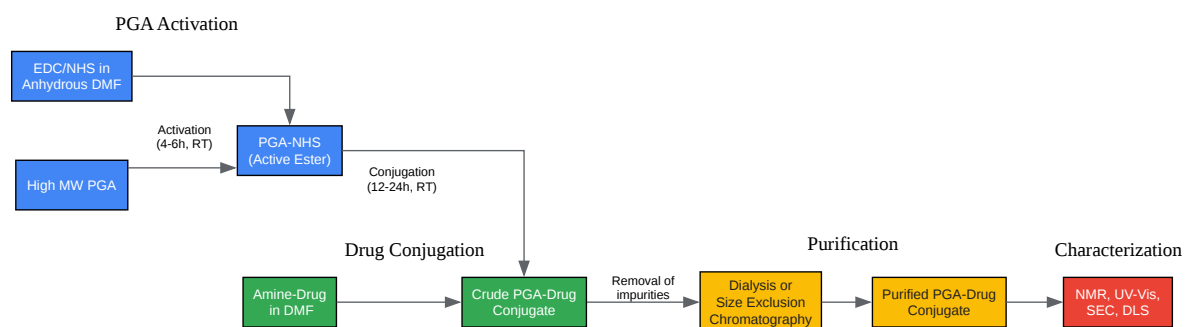 PGA Activation
EDC/NHS in
Anhydrous DMF
Activation
(4-6h, RT)
PGA-NHS
(Active Ester)
High MW PGA
Conjugation
(12-24h, RT)
Drug Conjugation
Amine-Drug
in DMF
Crude PGA-Drug
Conjugate
Removal of
impurities
Purification
Dialysis or
Size Exclusion
Chromatography
Purified PGA-Drug
Conjugate
Characterization
NMR, UV-Vis,
SEC, DLS